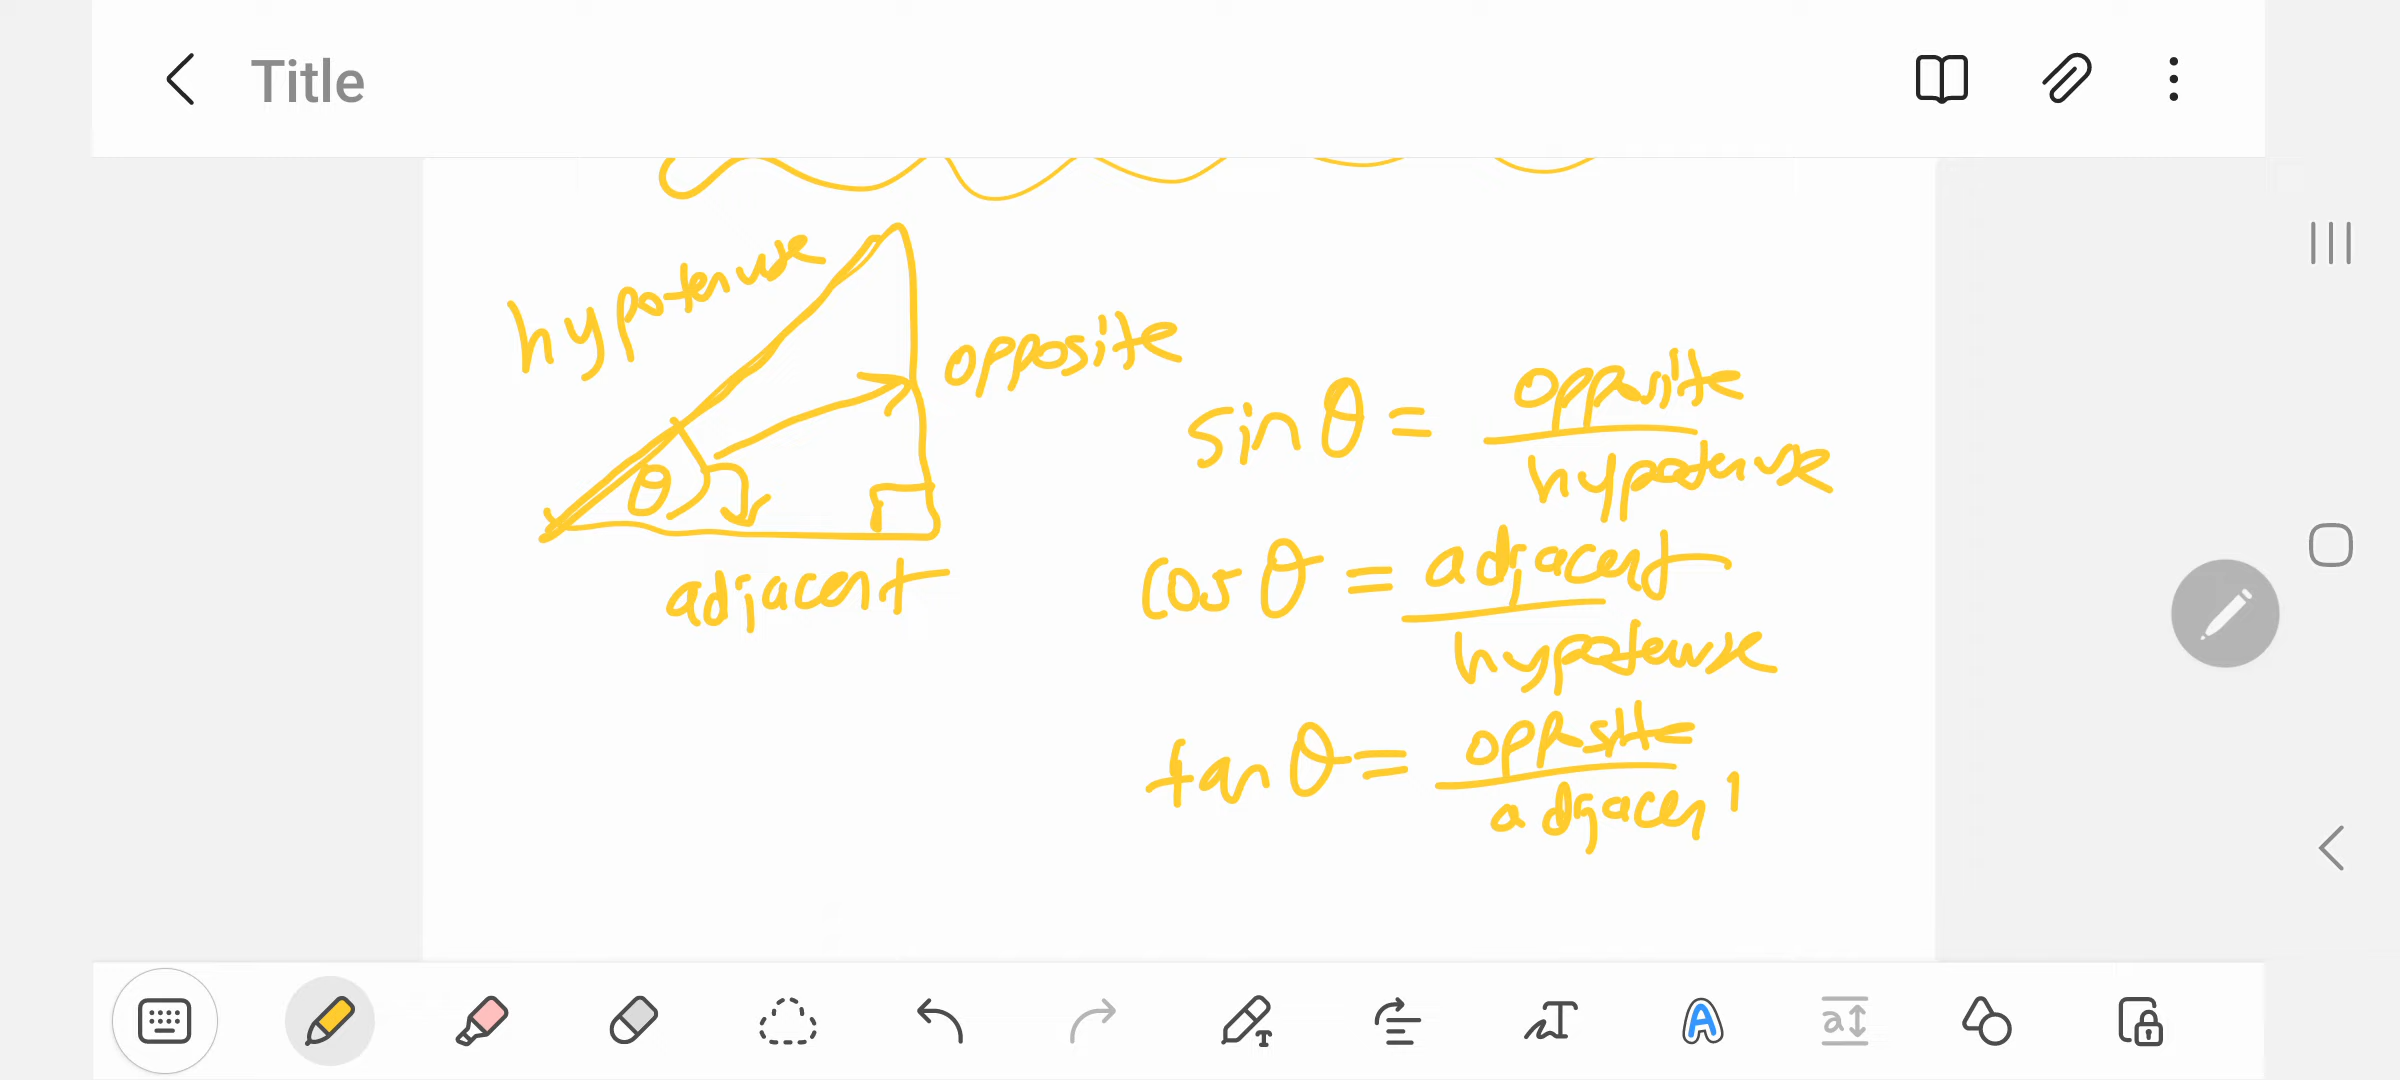 Title
hypotenuse
opposite
θ
adjacent
sin θ = opposite
hypotenuse
cos θ = adjacent
hypotenuse
tan θ = opposite
adjacent